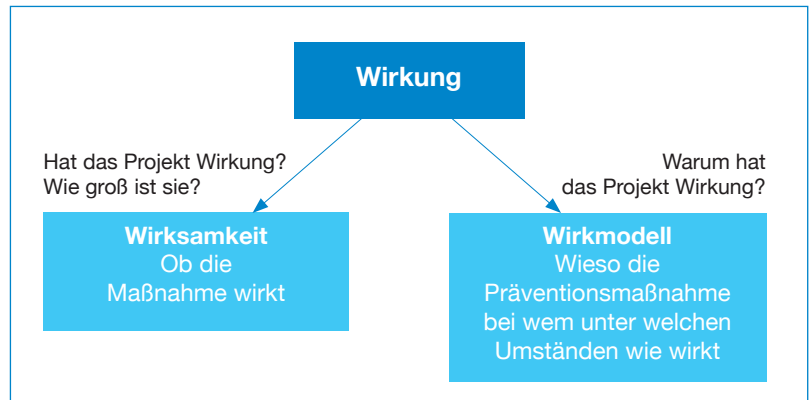 Wirkung
Hat das Projekt Wirkung?
Wie groß ist sie?
Warum hat
das Projekt Wirkung?
Wirksamkeit
Ob die
Maßnahme wirkt
Wirkmodell
Wieso die
Präventionsmaßnahme
bei wem unter welchen
Umständen wie wirkt